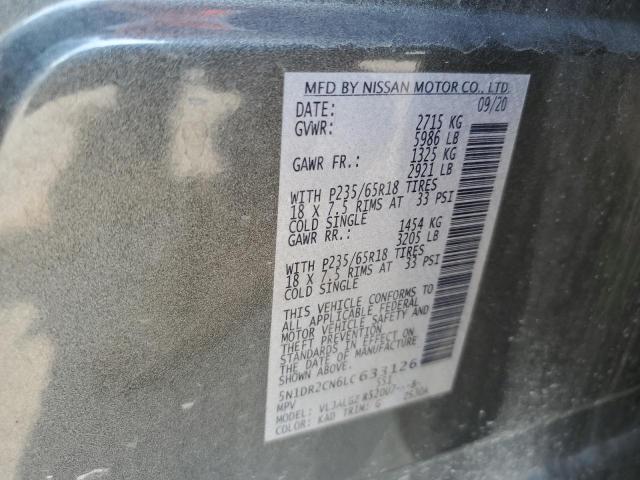 MFD BY NISSAN MOTOR CO., LTD.
DATE: 09/20
GVWR: 2715 KG
5986 LB
GAWR FR.: 1325 KG
2921 LB
WITH P235/65R18 TIRES
18 X 7.5 RIMS AT 33 PSI
COLD SINGLE
GAWR RR.: 1454 KG
3205 LB
WITH P235/65R18 TIRES
18 X 7.5 RIMS AT 33 PSI
COLD SINGLE
THIS VEHICLE CONFORMS TO
ALL APPLICABLE FEDERAL
MOTOR VEHICLE SAFETY AND
THEFT PREVENTION
STANDARDS IN EFFECT ON
THE DATE OF MANUFACTURE
SHOWN ABOVE.
5N1DR2CN6LC633126
MPV
MODEL:
COLOR: KAD TRIM: G